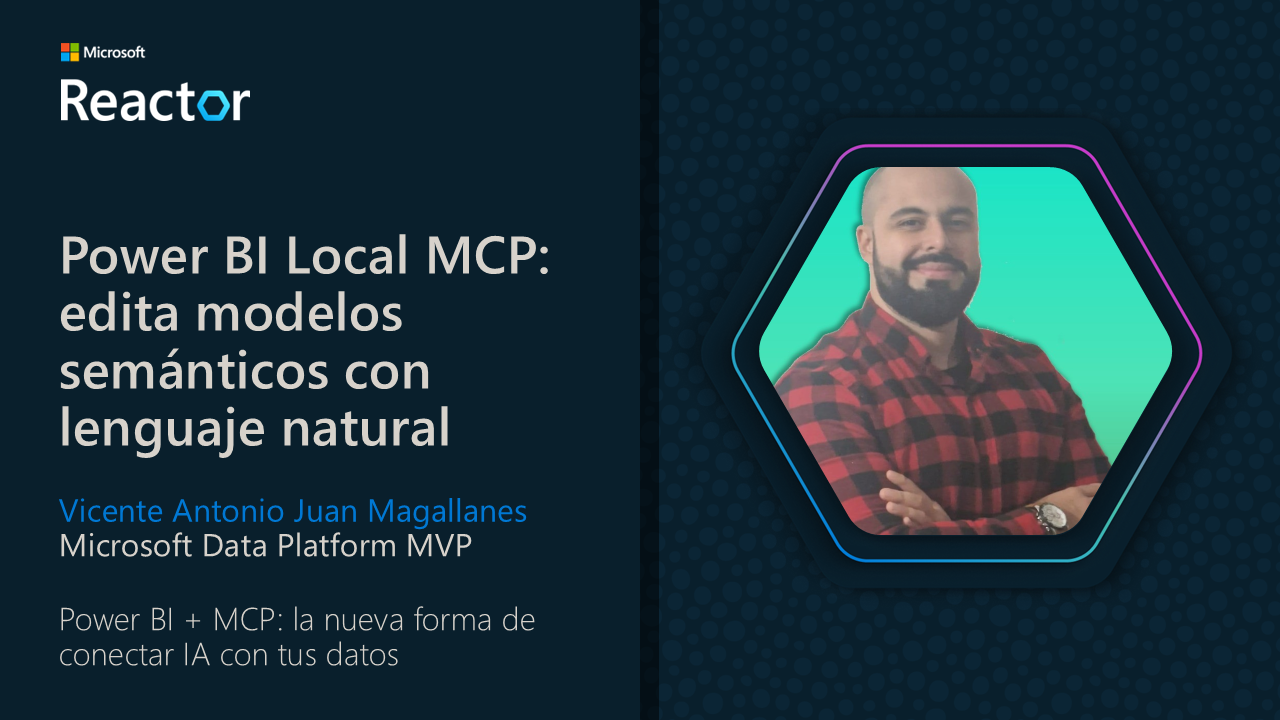 Microsoft
Reactor
Power BI Local MCP:
edita modelos
semánticos con
lenguaje natural
Vicente Antonio Juan Magallanes
Microsoft Data Platform MVP
Power BI + MCP: la nueva forma de
conectar IA con tus datos